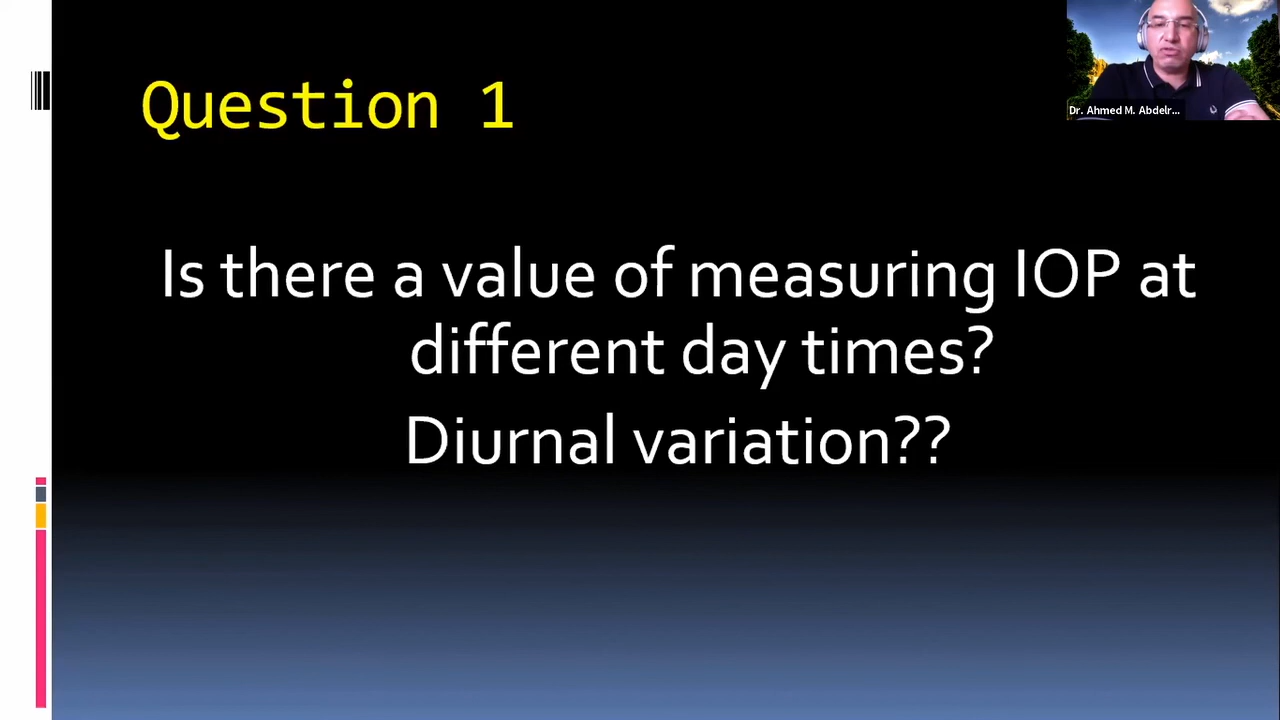 Question 1
Dr. Ahmed M. Abdelr...
Is there a value of measuring IOP at
different day times?
Diurnal variation??